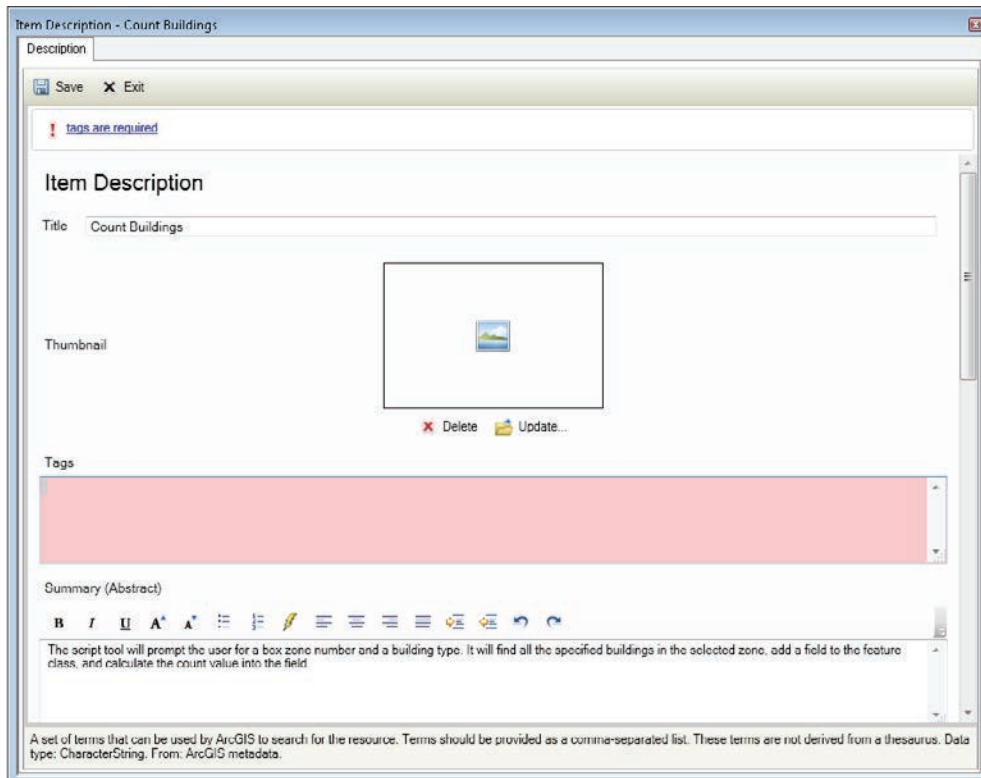 Item Description - Count Buildings
Description
Save Exit
! tags are required
Item Description
Title Count Buildings
Thumbnail
Delete Update...
Tags
Summary (Abstract)
B I U A A
The script tool will prompt the user for a box zone number and a building type. It will find all the specified buildings in the selected zone, add a field to the feature
class, and calculate the count value into the field
A set of terms that can be used by ArcGIS to search for the resource. Terms should be provided as a comma-separated list. These terms are not derived from a thesaurus. Data
type: CharacterString. From: ArcGIS metadata.